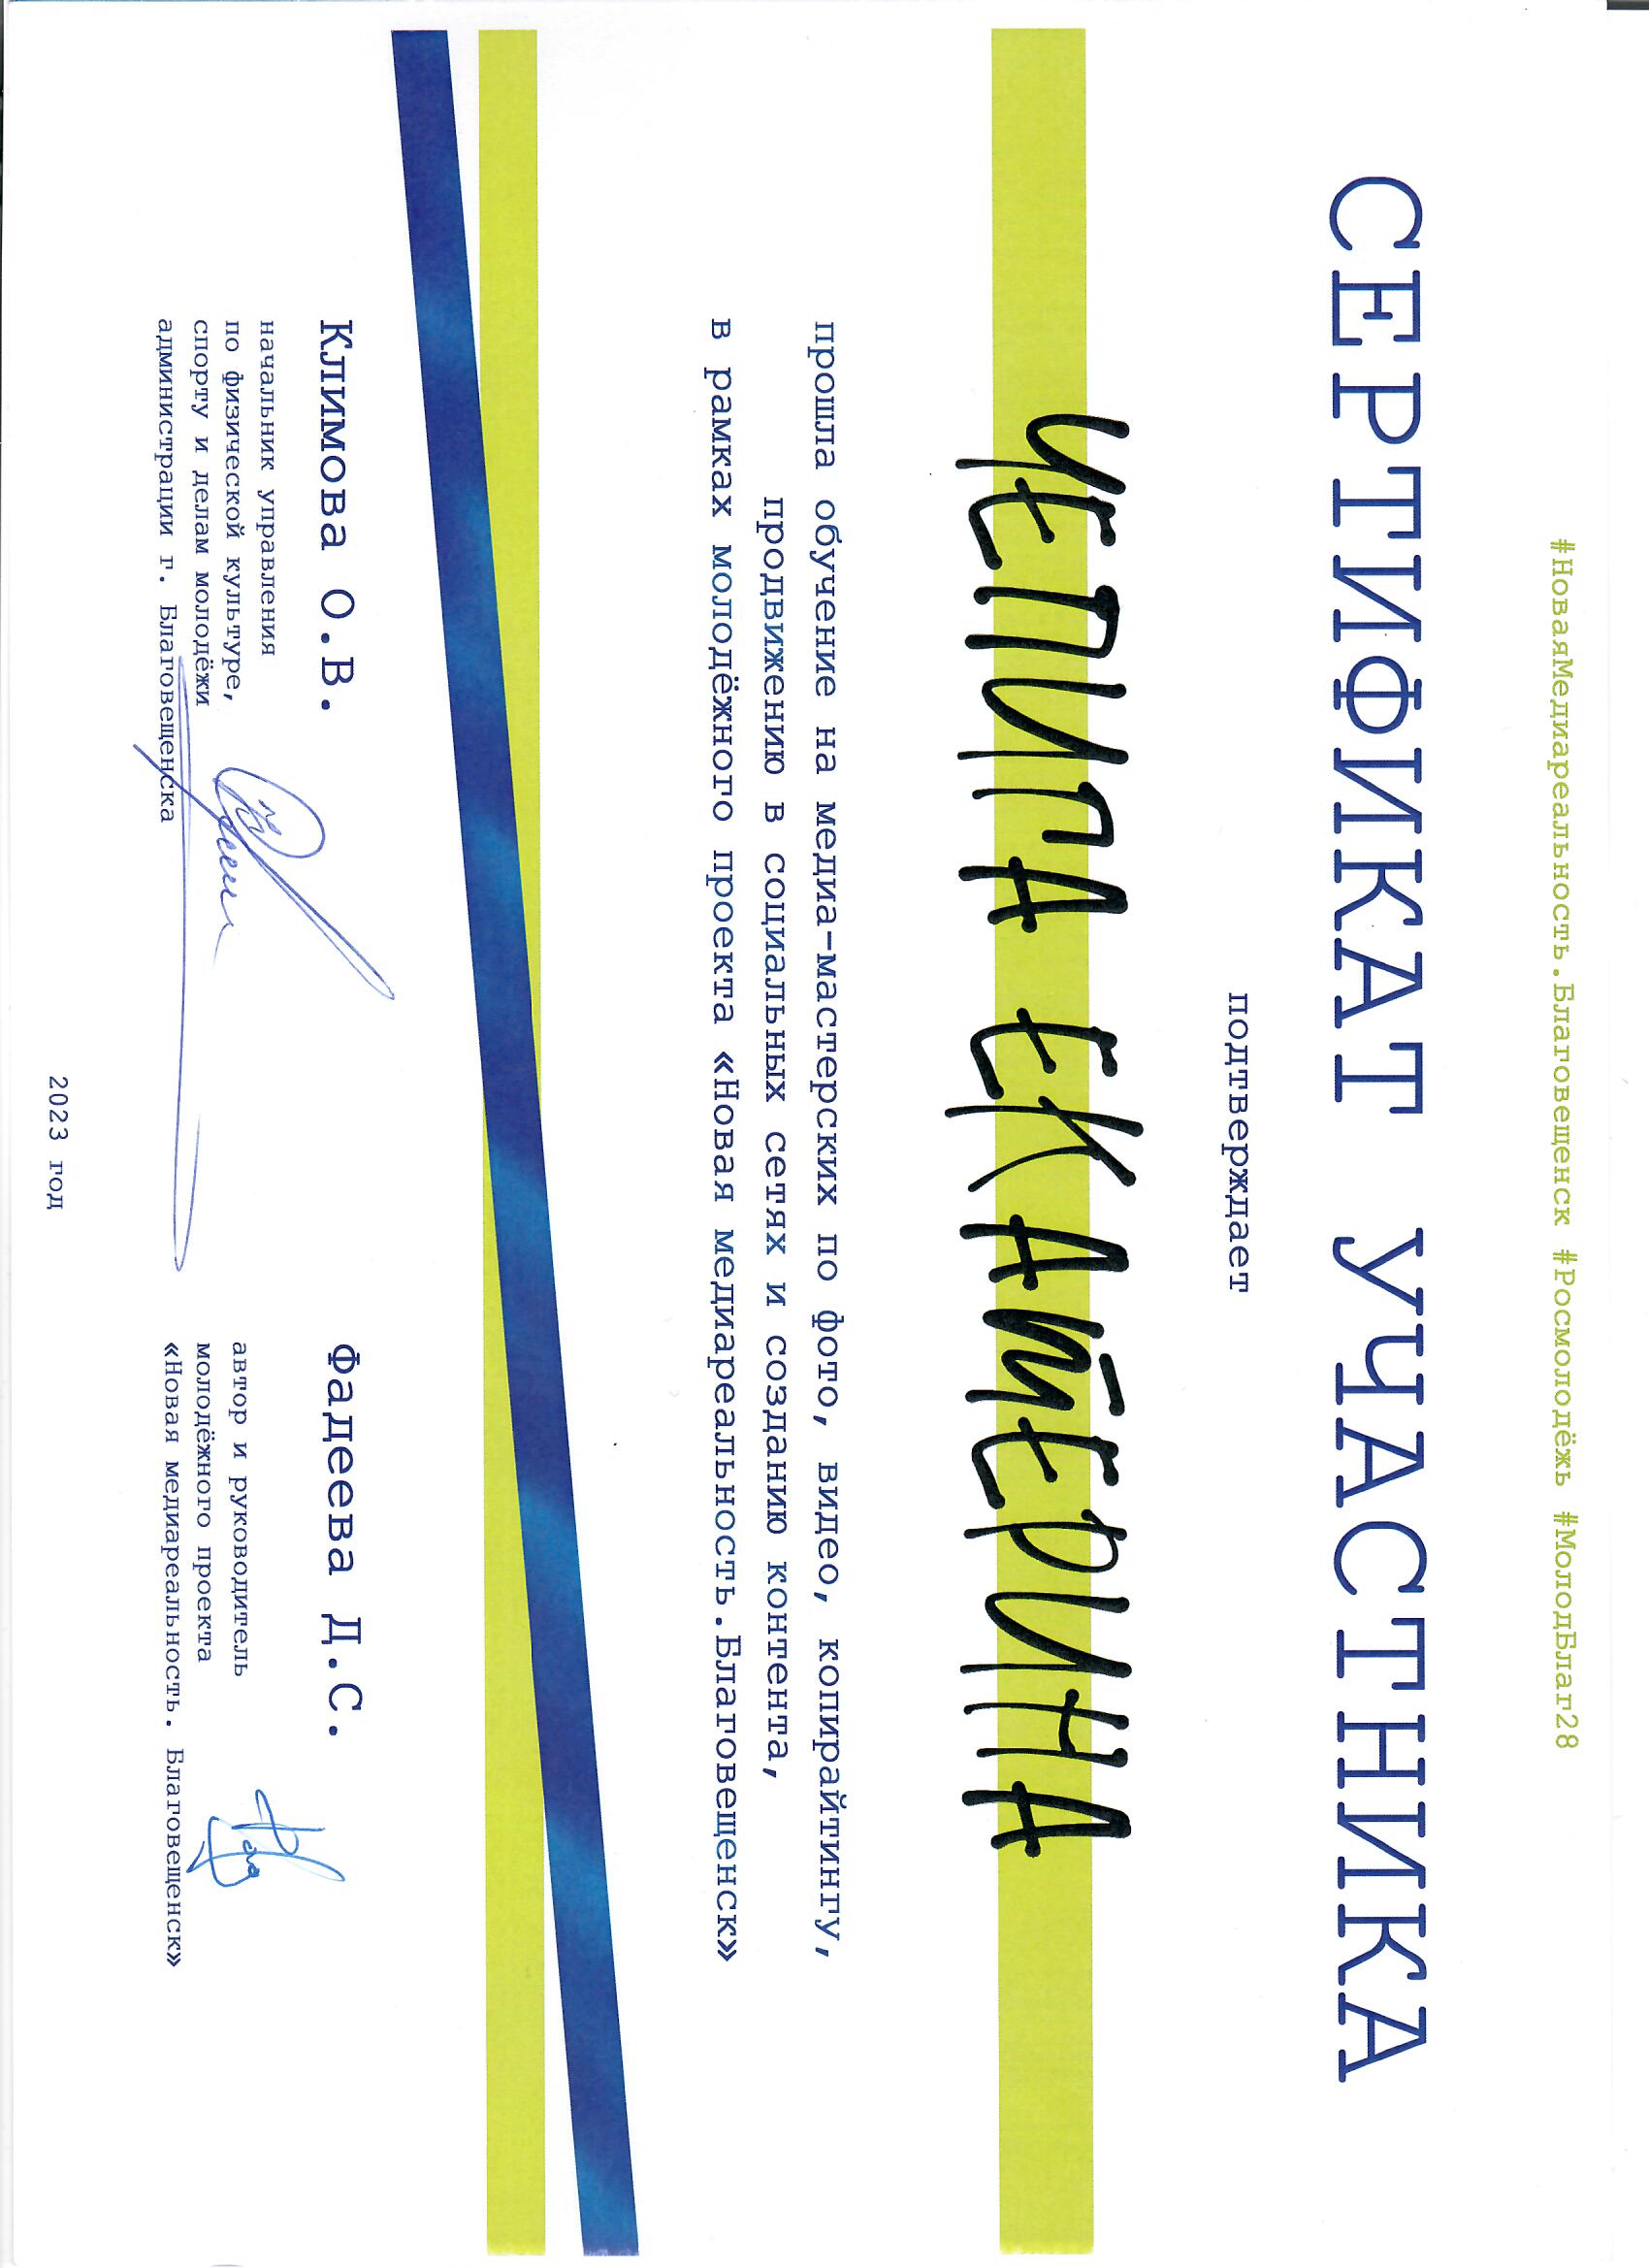 #НоваяМедиареальность.Благовещенск #Росмолодёжь #МолодБлаг28
СЕРТИФИКАТ УЧАСТНИКА
подтверждает
ЧЕПИГА ЕКАТЕРИНА
прошла обучение на медиа-мастерских по фото, видео, копирайтингу,
продвижению в социальных сетях и созданию контента,
в рамках молодёжного проекта «Новая медиареальность.Благовещенск»
Климова О.В.
начальник управления
по физической культуре,
спорту и делам молодёжи
администрации г. Благовещенска
Фадеева Д.С.
автор и руководитель
молодёжного проекта
«Новая медиареальность. Благовещенск»
2023 год